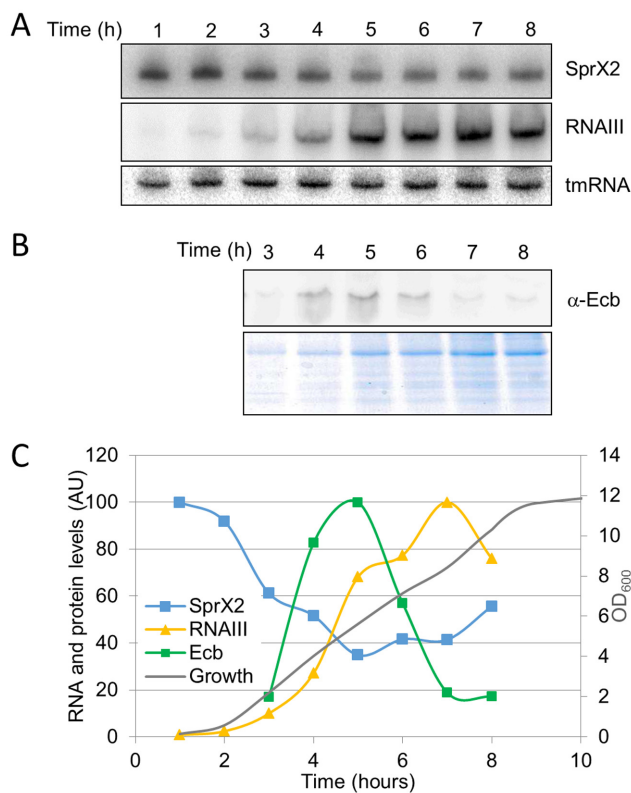 A
Time (h) 1 2 3 4 5 6 7 8
SprX2
RNAIII
tmRNA
B
Time (h) 3 4 5 6 7 8
α-Ecb
C
RNA and protein levels (AU)
120
100
80
60
40
20
0
SprX2
RNAIII
Ecb
Growth
14
12
10
8
6
4
2
0
OD600
0 2 4 6 8 10
Time (hours)